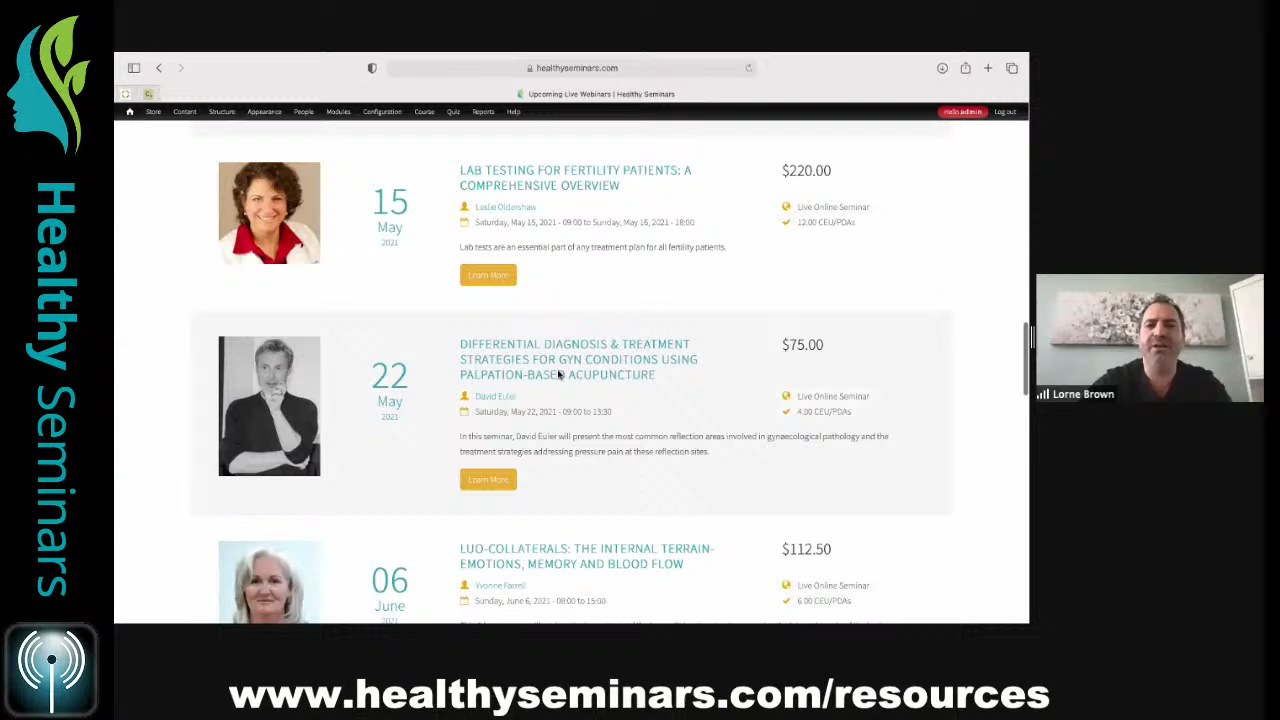 Healthy Seminars
healthyseminars.com
Upcoming Live Webinars | Healthy Seminars
Store Content Structure Appearance People Modules Configurations Course Quiz Reports Help Hello admin Log out
15
May
2021
LAB TESTING FOR FERTILITY PATIENTS: A
COMPREHENSIVE OVERVIEW
Leslie Oldershaw
Saturday, May 15, 2021 - 09:00 to Sunday, May 16, 2021 - 18:00
Lab tests are an essential part of any treatment plan for all fertility patients.
Learn More
$220.00
Live Online Seminar
12.00 CEU/PDAs
22
May
2021
DIFFERENTIAL DIAGNOSIS & TREATMENT
STRATEGIES FOR GYN CONDITIONS USING
PALPATION-BASED ACUPUNCTURE
David Euler
Saturday, May 22, 2021 - 09:00 to 13:30
In this seminar, David Euler will present the most common reflection areas involved in gynaecological pathology and the
treatment strategies addressing pressure pain at these reflection sites.
Learn More
$75.00
Live Online Seminar
4.00 CEU/PDAs
06
June
2021
LUO-COLLATERALS: THE INTERNAL TERRAIN-
EMOTIONS, MEMORY AND BLOOD FLOW
Yvonne Farrell
Sunday, June 6, 2021 - 08:00 to 15:00
$112.50
Live Online Seminar
6.00 CEU/PDAs
Lorne Brown
www.healthyseminars.com/resources